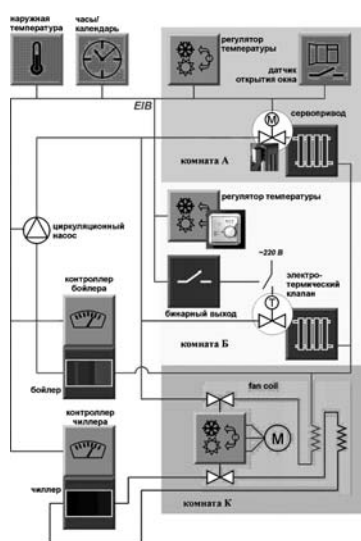 наружная
температура
часы/
календарь
регулятор
температуры
датчик
открытия окна
EIB
M
сервопривод
комната А
регулятор температуры
циркуляционный
насос
~220 В
электро-
термический
клапан
бинарный выход
T
контроллер
бойлера
комната Б
бойлер
fan coil
контроллер
чиллера
M
чиллер
комната К